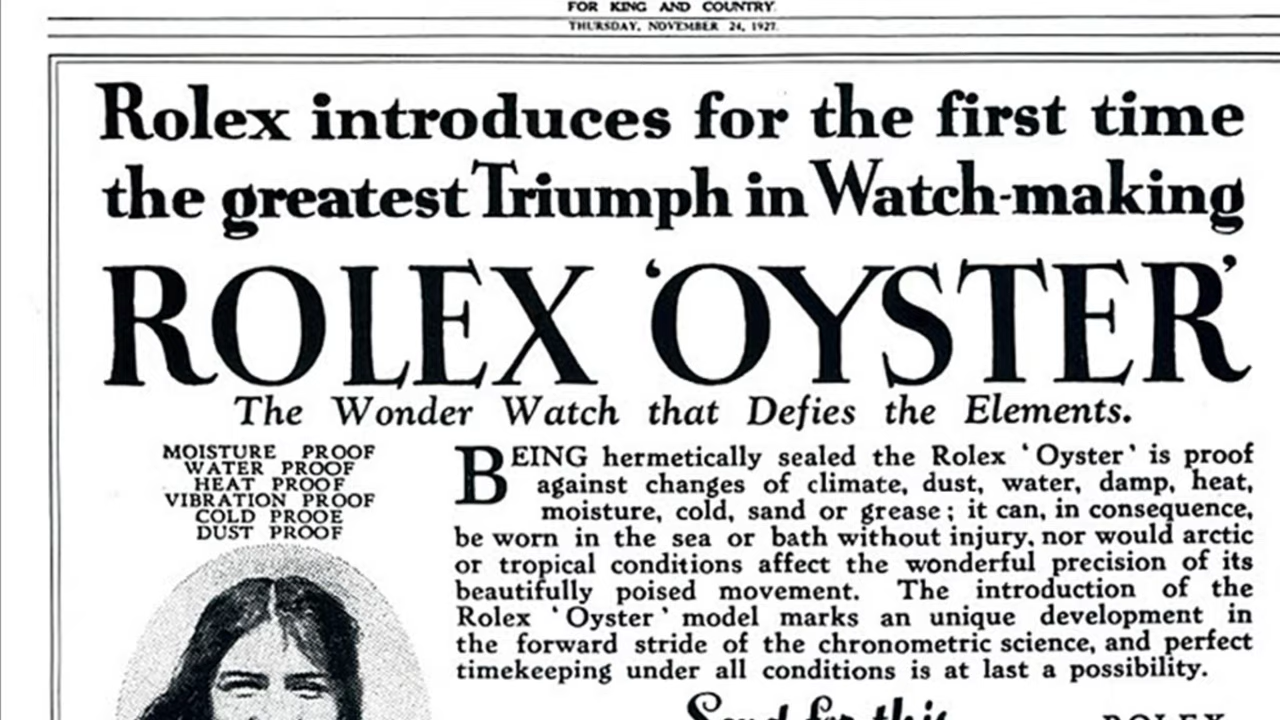 FOR KING AND COUNTRY.
THURSDAY, NOVEMBER 24, 1927.
Rolex introduces for the first time
the greatest Triumph in Watch-making
ROLEX ‘OYSTER’
The Wonder Watch that Defies the Elements.
MOISTURE PROOF
WATER PROOF
HEAT PROOF
VIBRATION PROOF
COLD PROOE
DUST PROOF
BEING hermetically sealed the Rolex ‘Oyster’ is proof
against changes of climate, dust, water, damp, heat,
moisture, cold, sand or grease; it can, in consequence,
be worn in the sea or bath without injury, nor would arctic
or tropical conditions affect the wonderful precision of its
beautifully poised movement. The introduction of the
Rolex ‘Oyster’ model marks an unique development in
the forward stride of the chronometric science, and perfect
timekeeping under all conditions is at last a possibility.
Send for this
ROLEX